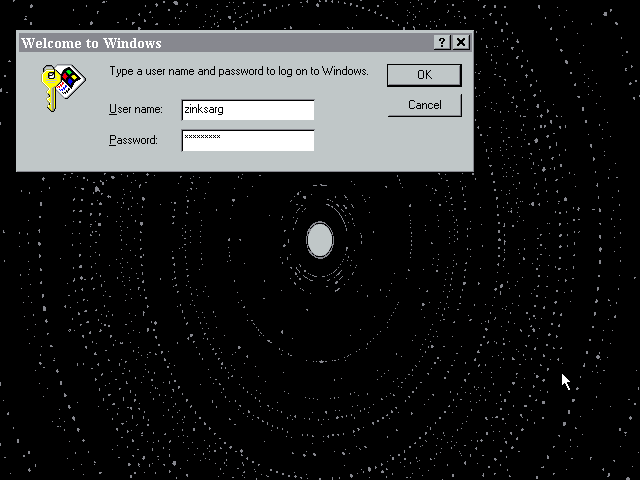 Welcome to Windows
Type a user name and password to log on to Windows.
OK
User name: zinksarg
Cancel
Password: xxxxxxxxx